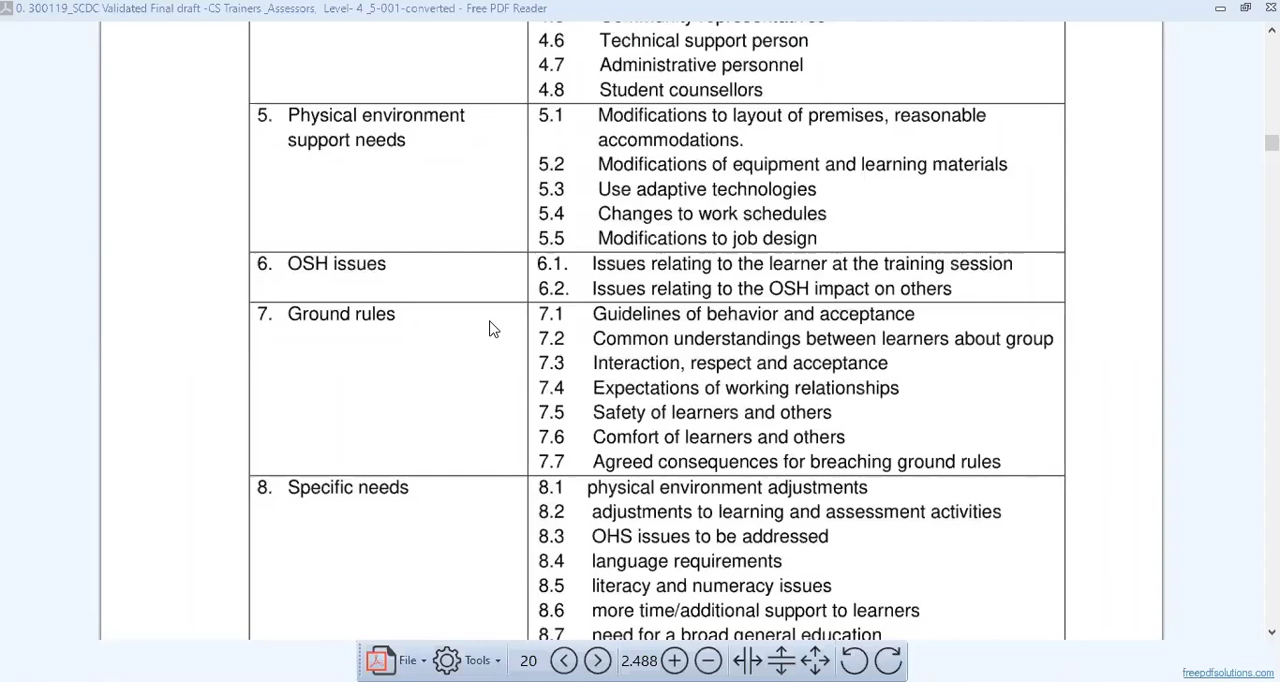 0. 300119_SCDC Validated Final draft -CS Trainers _Assessors, Level- 4 _5-001-converted - Free PDF Reader
4.6 Technical support person
4.7 Administrative personnel
4.8 Student counsellors
5. Physical environment support needs
5.1 Modifications to layout of premises, reasonable
accommodations.
5.2 Modifications of equipment and learning materials
5.3 Use adaptive technologies
5.4 Changes to work schedules
5.5 Modifications to job design
6. OSH issues
6.1. Issues relating to the learner at the training session
6.2. Issues relating to the OSH impact on others
7. Ground rules
7.1 Guidelines of behavior and acceptance
7.2 Common understandings between learners about group
7.3 Interaction, respect and acceptance
7.4 Expectations of working relationships
7.5 Safety of learners and others
7.6 Comfort of learners and others
7.7 Agreed consequences for breaching ground rules
8. Specific needs
8.1 physical environment adjustments
8.2 adjustments to learning and assessment activities
8.3 OHS issues to be addressed
8.4 language requirements
8.5 literacy and numeracy issues
8.6 more time/additional support to learners
8.7 need for a broad general education
File Tools 20 2.488
freepdfsolutions.com